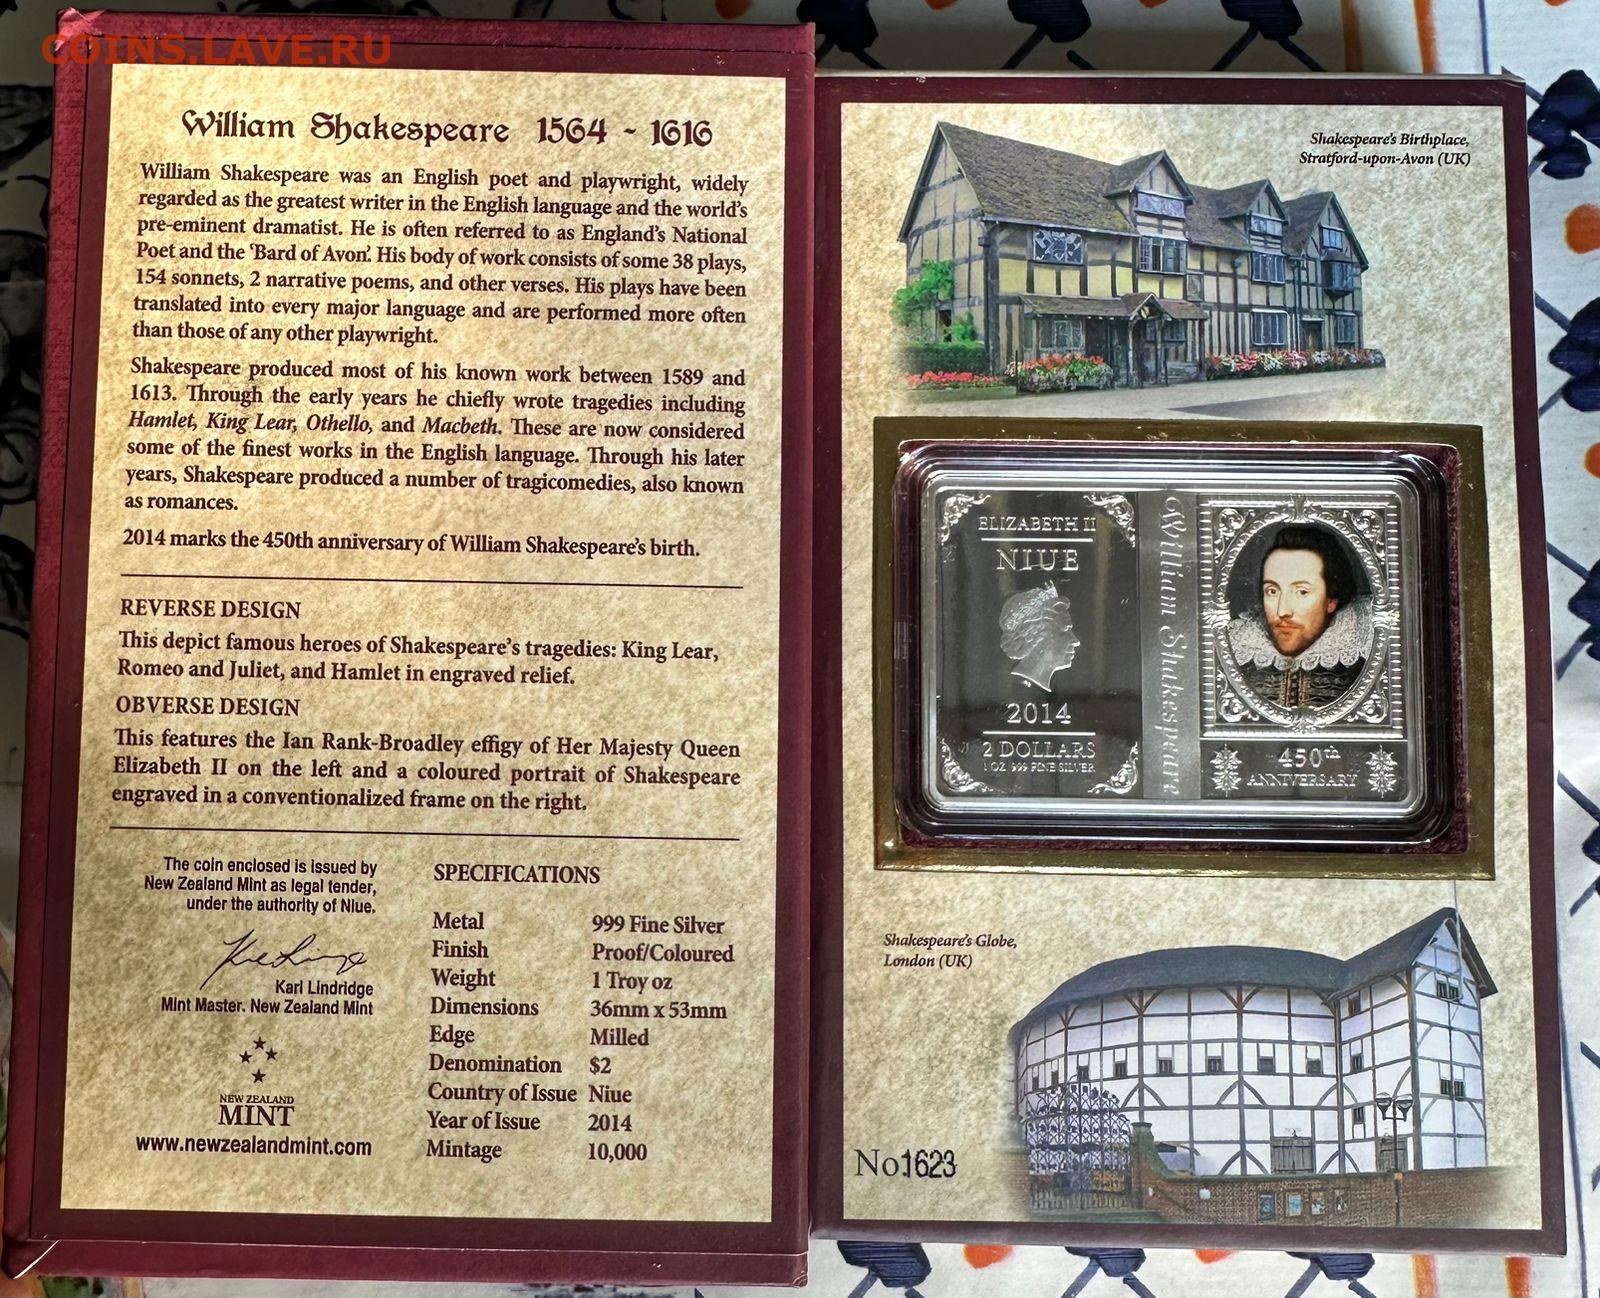 COINS.LAVE.RU
William Shakespeare 1564 - 1616
William Shakespeare was an English poet and playwright, widely
regarded as the greatest writer in the English language and the world's
pre-eminent dramatist. He is often referred to as England's National
Poet and the 'Bard of Avon'. His body of work consists of some 38 plays,
154 sonnets, 2 narrative poems, and other verses. His plays have been
translated into every major language and are performed more often
than those of any other playwright.
Shakespeare produced most of his known work between 1589 and
1613. Through the early years he chiefly wrote tragedies including
Hamlet, King Lear, Othello, and Macbeth. These are now considered
some of the finest works in the English language. Through his later
years, Shakespeare produced a number of tragicomedies, also known
as romances.
2014 marks the 450th anniversary of William Shakespeare's birth.
REVERSE DESIGN
This depict famous heroes of Shakespeare's tragedies: King Lear,
Romeo and Juliet, and Hamlet in engraved relief.
OBVERSE DESIGN
This features the Ian Rank-Broadley effigy of Her Majesty Queen
Elizabeth II on the left and a coloured portrait of Shakespeare
engraved in a conventionalized frame on the right.
The coin enclosed is issued by
New Zealand Mint as legal tender,
under the authority of Niue.
Karl Lindridge
Mint Master. New Zealand Mint
NEW ZEALAND
MINT
www.newzealandmint.com
SPECIFICATIONS
Metal 999 Fine Silver
Finish Proof/Coloured
Weight 1 Troy oz
Dimensions 36mm x 53mm
Edge Milled
Denomination $2
Country of Issue Niue
Year of Issue 2014
Mintage 10,000
Shakespeare's Birthplace,
Stratford-upon-Avon (UK)
ELIZABETH II
NIUE
2014
2 DOLLARS
1 OZ 999 FINE SILVER
William Shakespeare
450th
ANNIVERSARY
Shakespeare's Globe,
London (UK)
No1623